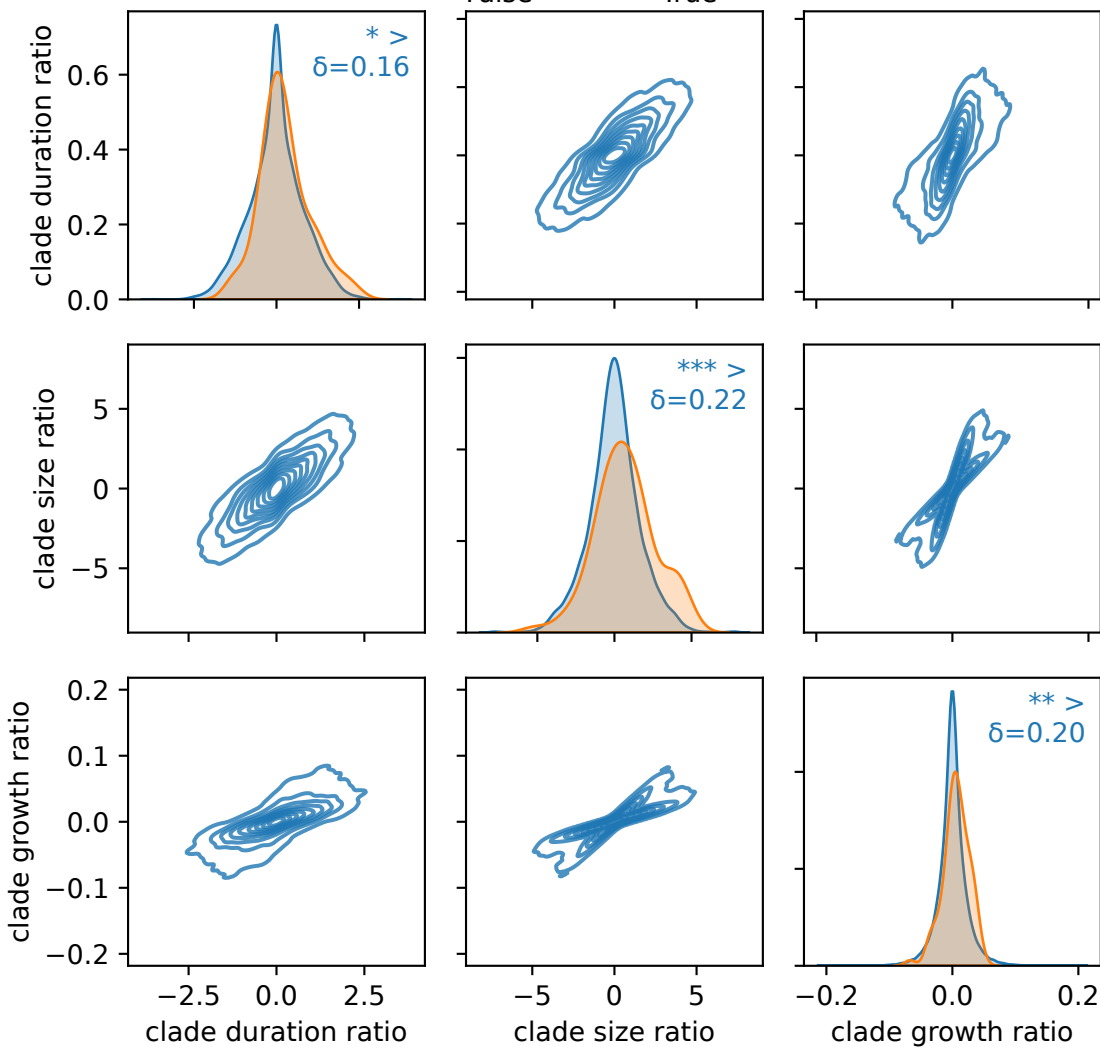 False True
clade duration ratio
0.6
0.4
0.2
0.0
* >
δ=0.16
clade size ratio
5
0
−5
*** >
δ=0.22
clade growth ratio
0.2
0.1
0.0
−0.1
−0.2
** >
δ=0.20
−2.5 0.0 2.5
−5 0 5
−0.2 0.0 0.2
clade duration ratio
clade size ratio
clade growth ratio